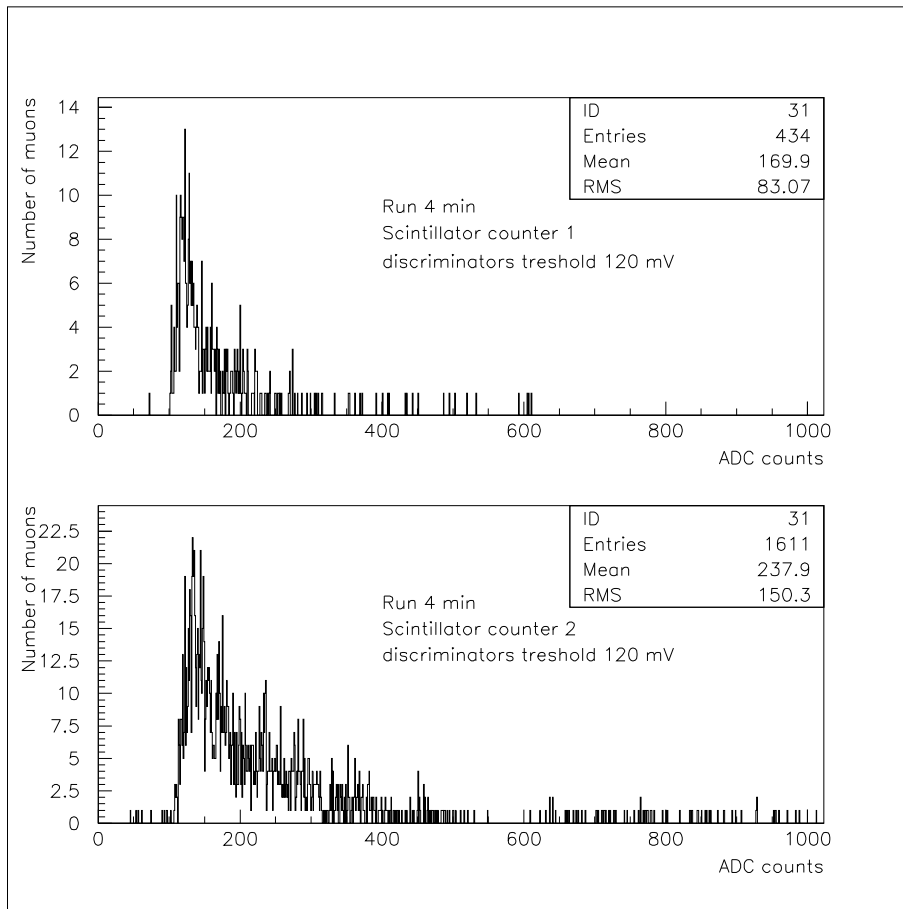 Number of muons
14
12
10
8
6
4
2
0
ID 31
Entries 434
Mean 169.9
RMS 83.07
Run 4 min
Scintillator counter 1
discriminators treshold 120 mV
0 200 400 600 800 1000
ADC counts
Number of muons
22.5
20
17.5
15
12.5
10
7.5
5
2.5
0
ID 31
Entries 1611
Mean 237.9
RMS 150.3
Run 4 min
Scintillator counter 2
discriminators treshold 120 mV
0 200 400 600 800 1000
ADC counts